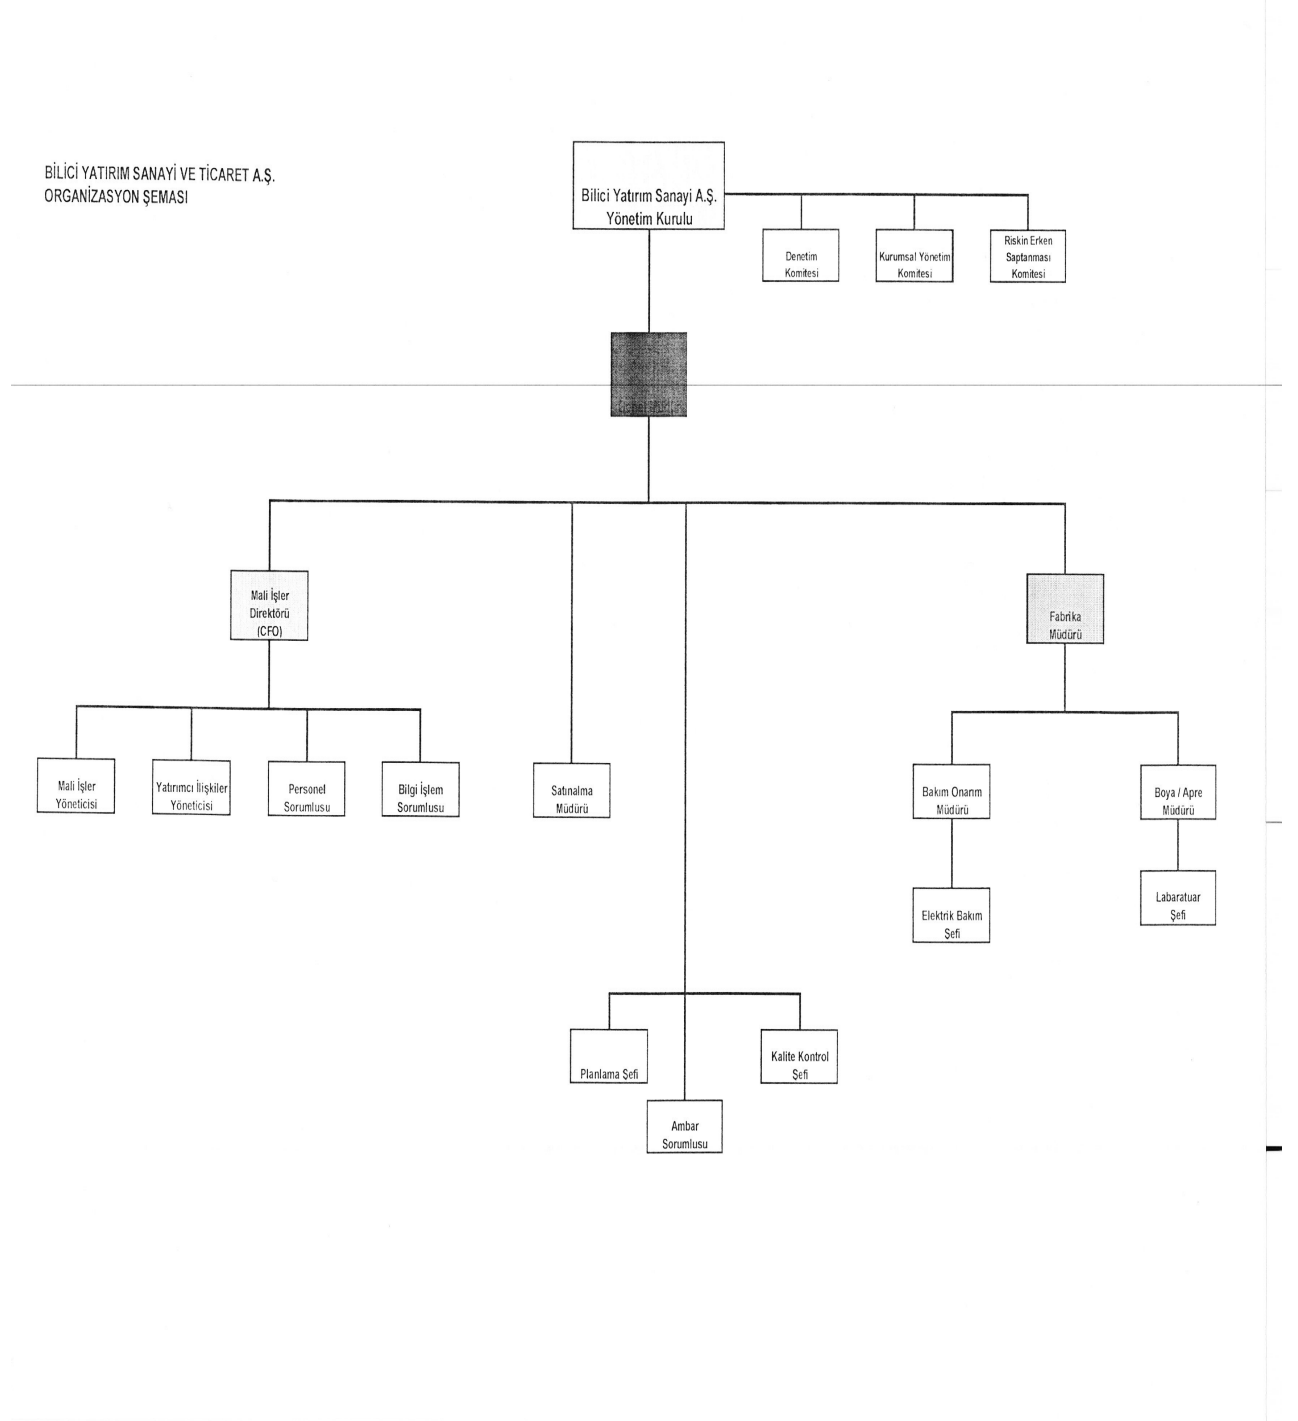 BİLİCİ YATIRIM SANAYİ VE TİCARET A.Ş.
ORGANİZASYON ŞEMASI
Bilici Yatırım Sanayi A.Ş.
Yönetim Kurulu
Denetim
Komitesi
Kurumsal Yönetim
Komitesi
Riskin Erken
Saptanması
Komitesi
Mali İşler
Direktörü
(CFO)
Fabrika
Müdürü
Mali İşler
Yöneticisi
Yatırımcı İlişkiler
Yöneticisi
Personel
Sorumlusu
Bilgi İşlem
Sorumlusu
Satınalma
Müdürü
Bakım Onarım
Müdürü
Boya / Apre
Müdürü
Elektrik Bakım
Şefi
Labaratuar
Şefi
Planlama Şefi
Kalite Kontrol
Şefi
Ambar
Sorumlusu